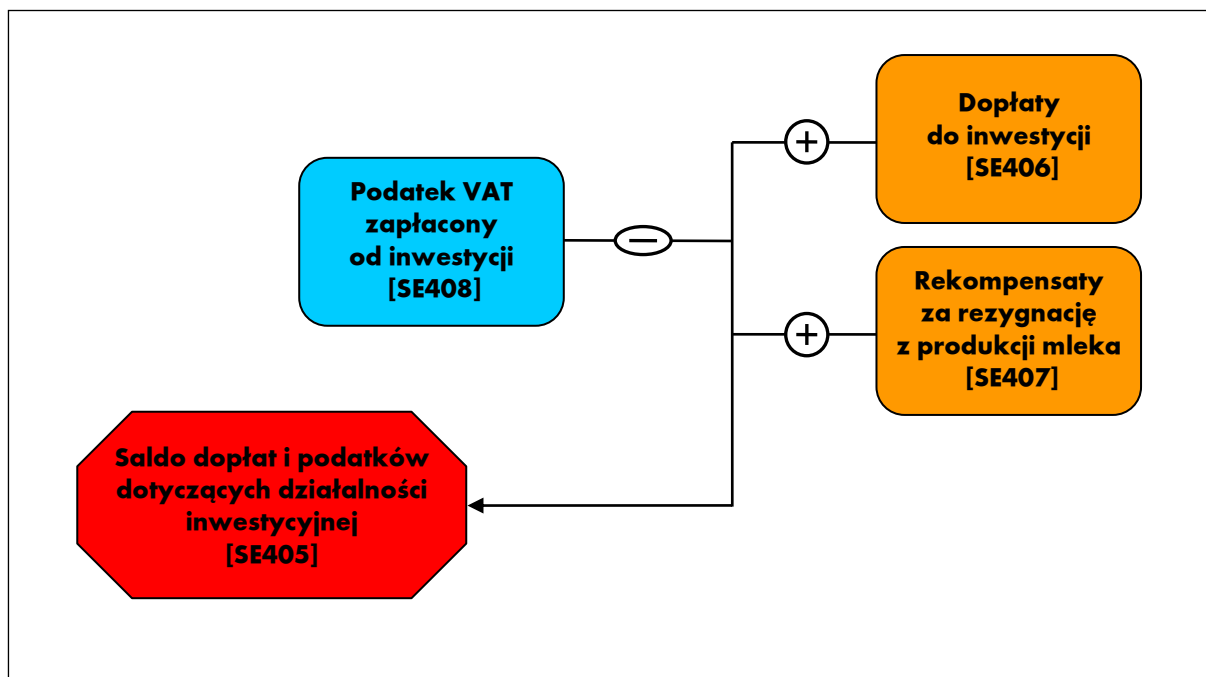 Dopłaty
do inwestycji
[SE406]
+
Podatek VAT
zapłacony
od inwestycji
[SE408]
−
Rekompensaty
za rezygnację
z produkcji mleka
[SE407]
+
Saldo dopłat i podatków
dotyczących działalności
inwestycyjnej
[SE405]